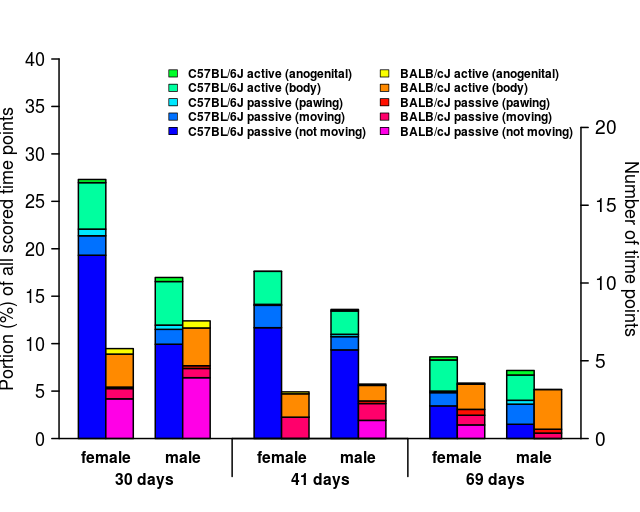 40
35
30
25
20
15
10
5
0
Portion (%) of all scored time points
C57BL/6J active (anogenital)
C57BL/6J active (body)
C57BL/6J passive (pawing)
C57BL/6J passive (moving)
C57BL/6J passive (not moving)
BALB/cJ active (anogenital)
BALB/cJ active (body)
BALB/cJ passive (pawing)
BALB/cJ passive (moving)
BALB/cJ passive (not moving)
20
15
10
5
0
Number of time points
female male female male female male
30 days 41 days 69 days